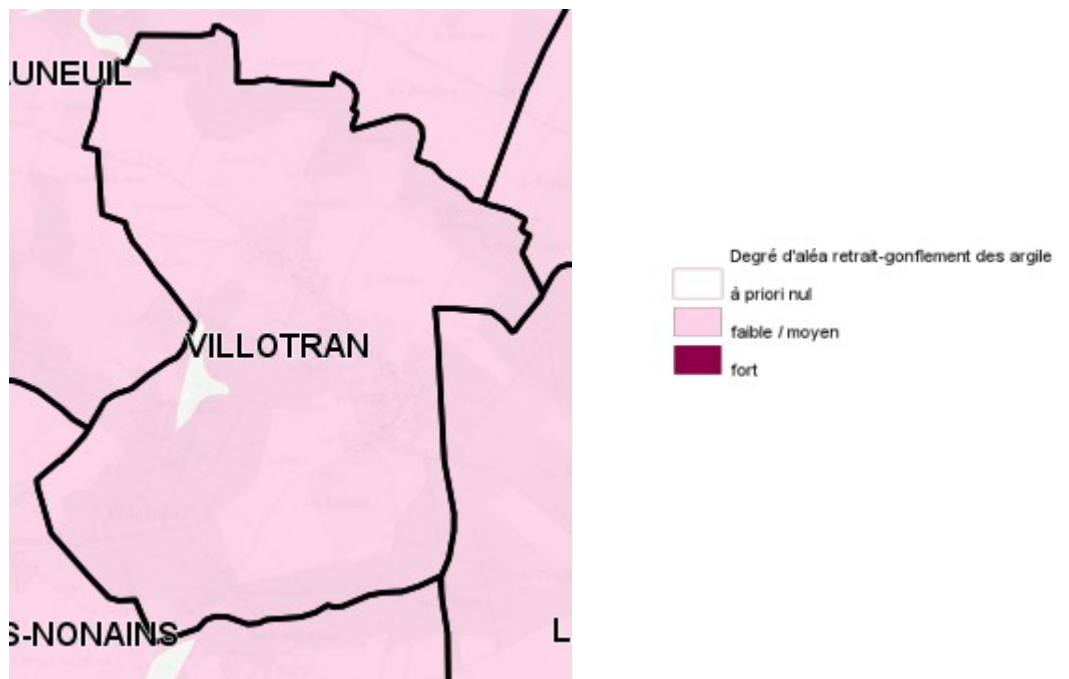 UNEUIL
VILLOTRAN
S-NONAINS
L
Degré d'aléa retrait-gonflement des argile
à priori nul
faible / moyen
fort